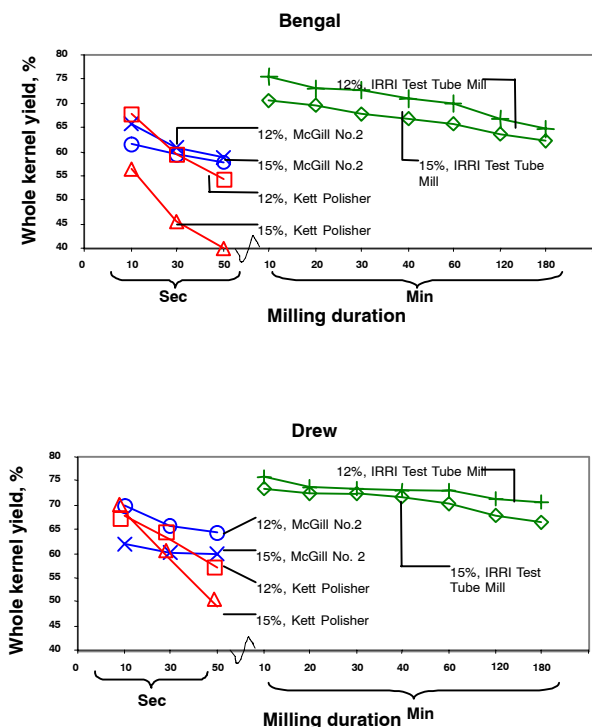 Bengal
Whole kernel yield, %
80
75
70
65
60
55
50
45
40
12%, IRRI Test Tube Mill
12%, McGill No.2
15%, McGill No.2
15%, IRRI Test Tube
Mill
12%, Kett Polisher
15%, Kett Polisher
0 10 30 50 10 20 30 40 60 120 180
Sec Min
Milling duration
Drew
Whole kernel yield, %
80
75
70
65
60
55
50
45
40
12%, IRRI Test Tube Mill
12%, McGill No.2
15%, McGill No. 2
15%, IRRI Test
Tube Mill
12%, Kett Polisher
15%, Kett Polisher
0 10 30 50 10 20 30 40 60 120 180
Sec Min
Milling duration